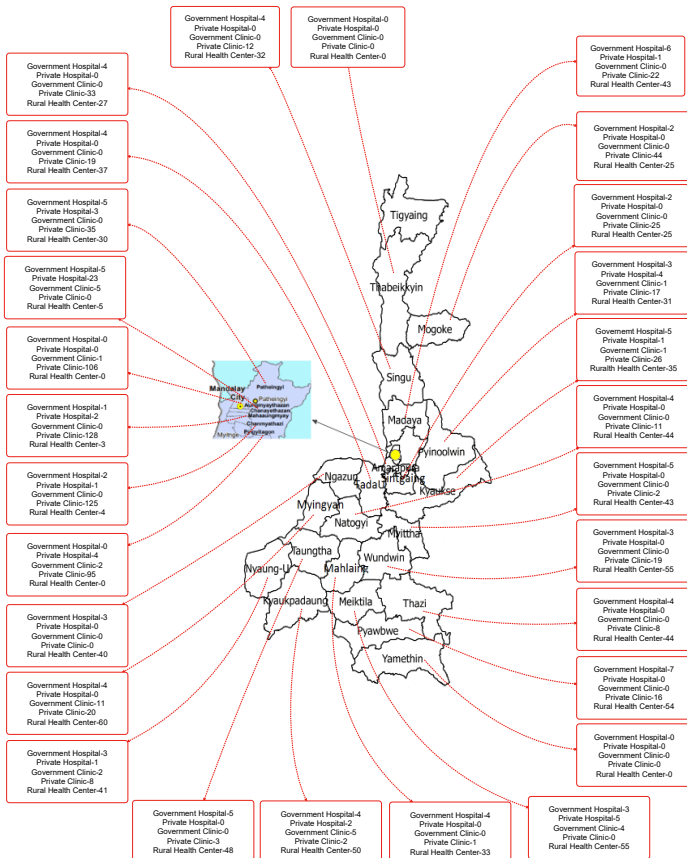 Government Hospital-4
Private Hospital-0
Government Clinic-0
Private Clinic-12
Rural Health Center-32
Government Hospital-0
Private Hospital-0
Government Clinic-0
Private Clinic-0
Rural Health Center-0
Government Hospital-6
Private Hospital-1
Government Clinic-0
Private Clinic-22
Rural Health Center-43
Government Hospital-4
Private Hospital-0
Government Clinic-0
Private Clinic-33
Rural Health Center-27
Government Hospital-2
Private Hospital-0
Government Clinic-0
Private Clinic-44
Rural Health Center-25
Government Hospital-4
Private Hospital-0
Government Clinic-0
Private Clinic-19
Rural Health Center-37
Government Hospital-2
Private Hospital-0
Government Clinic-0
Private Clinic-25
Rural Health Center-25
Government Hospital-5
Private Hospital-3
Government Clinic-0
Private Clinic-35
Rural Health Center-30
Government Hospital-3
Private Hospital-4
Government Clinic-1
Private Clinic-17
Rural Health Center-31
Government Hospital-5
Private Hospital-23
Government Clinic-5
Private Clinic-0
Rural Health Center-5
Governemt Hospital-5
Private Hospital-1
Governemt Clinic-1
Private Clinic-26
Ruralth Health Center-35
Government Hospital-0
Private Hospital-0
Government Clinic-1
Private Clinic-106
Rural Health Center-0
Government Hospital-4
Private Hospital-0
Government Clinic-0
Private Clinic-11
Rural Health Center-44
Government Hospital-1
Private Hospital-2
Government Clinic-0
Private Clinic-128
Rural Health Center-3
Government Hospital-5
Private Hospital-0
Government Clinic-0
Private Clinic-2
Rural Health Center-43
Government Hospital-2
Private Hospital-1
Government Clinic-0
Private Clinic-125
Rural Health Center-4
Government Hospital-3
Private Hospital-0
Government Clinic-0
Private Clinic-19
Rural Health Center-55
Government Hospital-0
Private Hospital-4
Government Clinic-2
Private Clinic-95
Rural Health Center-0
Government Hospital-4
Private Hospital-0
Government Clinic-0
Private Clinic-8
Rural Health Center-44
Government Hospital-3
Private Hospital-0
Government Clinic-0
Private Clinic-0
Rural Health Center-40
Government Hospital-7
Private Hospital-0
Government Clinic-0
Private Clinic-16
Rural Health Center-54
Government Hospital-4
Private Hospital-0
Government Clinic-11
Private Clinic-20
Rural Health Center-60
Government Hospital-0
Private Hospital-0
Government Clinic-0
Private Clinic-0
Rural Health Center-0
Government Hospital-3
Private Hospital-1
Government Clinic-2
Private Clinic-8
Rural Health Center-41
Government Hospital-5
Private Hospital-0
Government Clinic-0
Private Clinic-3
Rural Health Center-48
Government Hospital-4
Private Hospital-2
Government Clinic-5
Private Clinic-2
Rural Health Center-50
Government Hospital-4
Private Hospital-0
Government Clinic-0
Private Clinic-1
Rural Health Center-33
Government Hospital-3
Private Hospital-5
Government Clinic-4
Private Clinic-0
Rural Health Center-55
Tigyaing
Thabeikkyin
Mogoke
Singu
Madaya
Pyinoolwin
Amarapura
Sintgaing
Kyaukse
Ngazun
TadaU
Myingyan
Natogyi
Myittha
Taungtha
Wundwin
Nyaung-U
Mahlaing
Kyaukpadaung
Meiktila
Thazi
Pyawbwe
Yamethin
Patheingyi
Mandalay
City
Patheingyi
Aungmyaythazan
Chanayethazan
Mahaaungmyay
Chanmyathazi
Myitnge
Pyigyitagon